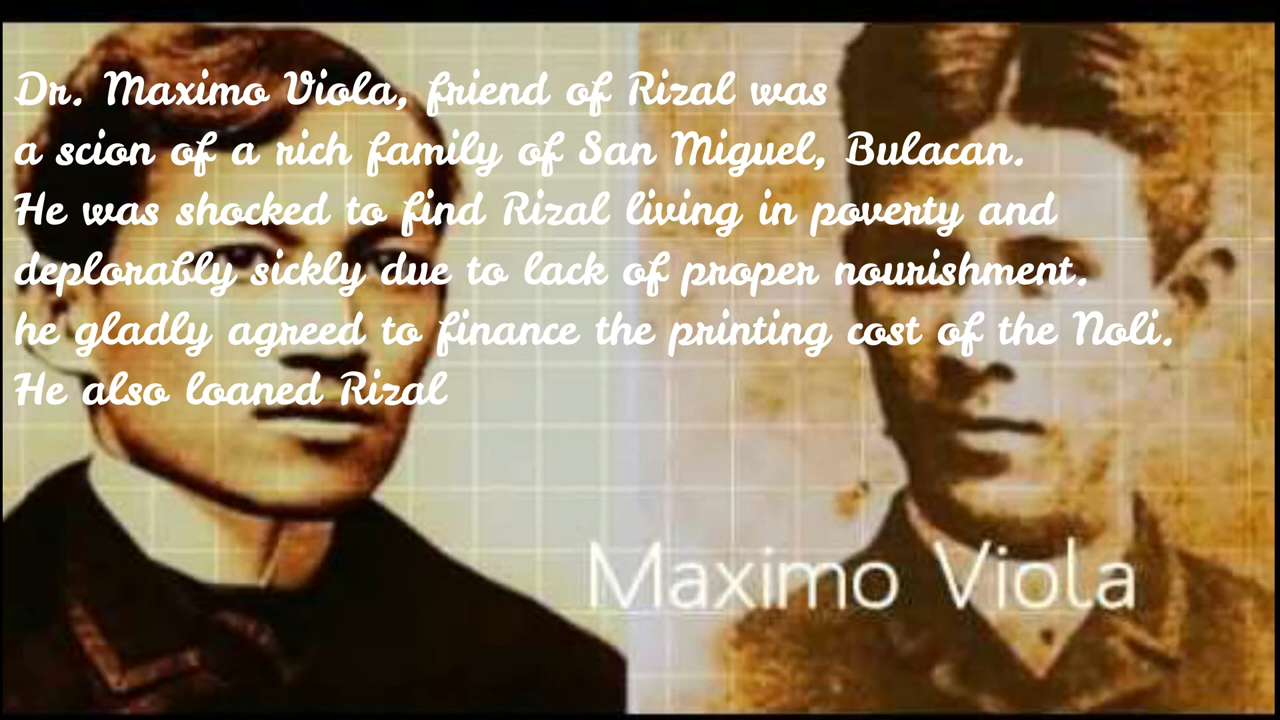 Dr. Maximo Viola, friend of Rizal was
a scion of a rich family of San Miguel, Bulacan.
He was shocked to find Rizal living in poverty and
deplorably sickly due to lack of proper nourishment.
he gladly agreed to finance the printing cost of the Noli.
He also loaned Rizal
Maximo Viola